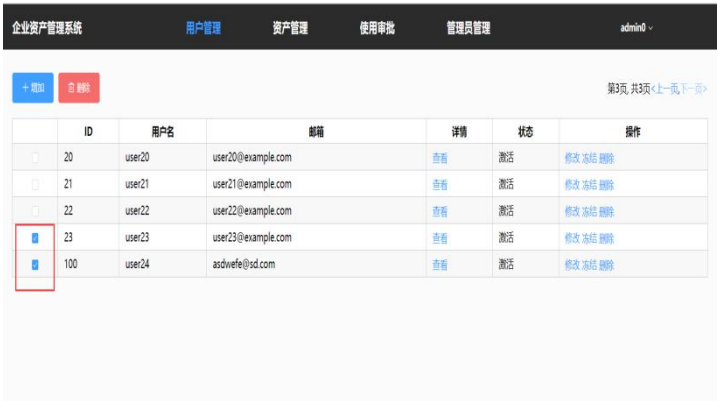 企业资产管理系统 用户管理 资产管理 使用审批 管理员管理 admin0
+ 增加 删除 第3页, 共3页<上一页,下一页>
ID 用户名 邮箱 详情 状态 操作
20 user20 user20@example.com 查看 激活 修改 冻结 删除
21 user21 user21@example.com 查看 激活 修改 冻结 删除
22 user22 user22@example.com 查看 激活 修改 冻结 删除
23 user23 user23@example.com 查看 激活 修改 冻结 删除
100 user24 asdwefe@sd.com 查看 激活 修改 冻结 删除